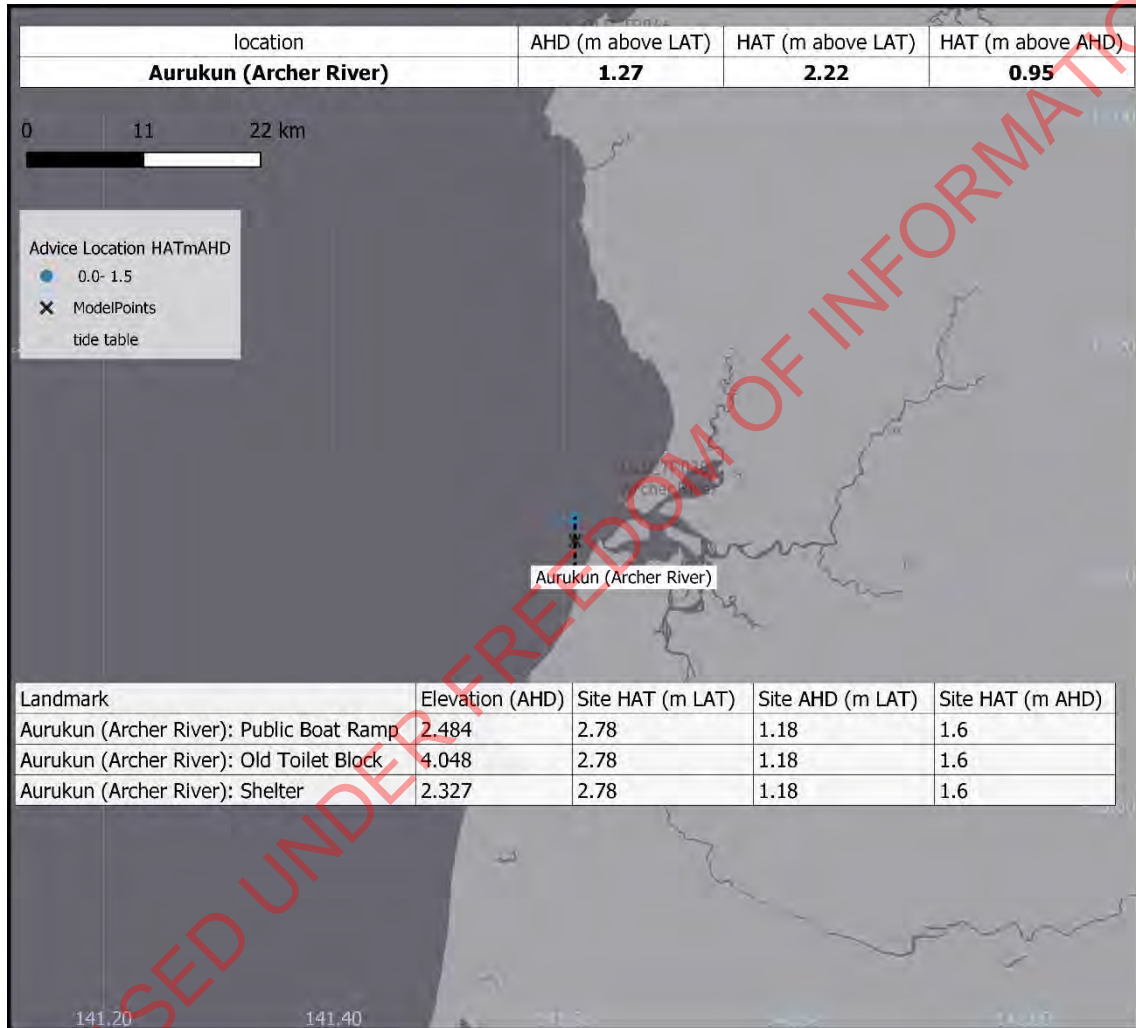 location AHD (m above LAT) HAT (m above LAT) HAT (m above AHD)
Aurukun (Archer River) 1.27 2.22 0.95
0 11 22 km
Advice Location HATmAHD
0.0- 1.5
ModelPoints
tide table
Archer River
Aurukun (Archer River)
Landmark Elevation (AHD) Site HAT (m LAT) Site AHD (m LAT) Site HAT (m AHD)
Aurukun (Archer River): Public Boat Ramp 2.484 2.78 1.18 1.6
Aurukun (Archer River): Old Toilet Block 4.048 2.78 1.18 1.6
Aurukun (Archer River): Shelter 2.327 2.78 1.18 1.6
141.20 141.40
SED UNDER FREEDOM OF INFORMATIO